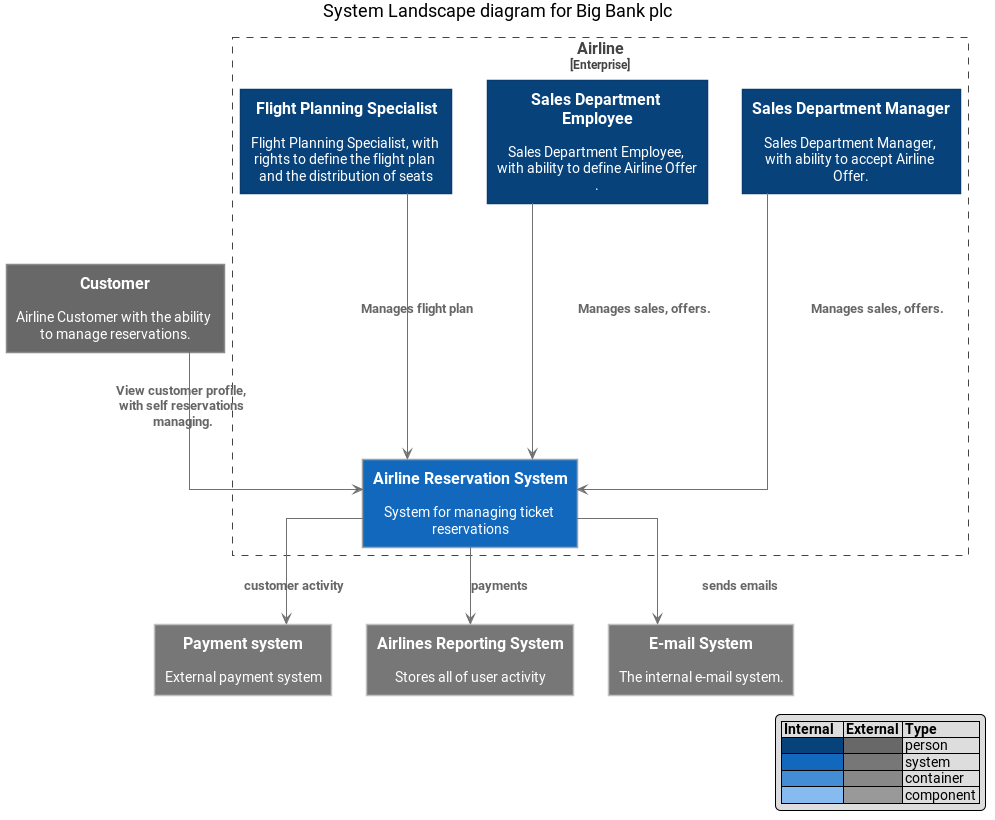 System Landscape diagram for Big Bank plc
Airline
[Enterprise]
Flight Planning Specialist
Flight Planning Specialist, with
rights to define the flight plan
and the distribution of seats
Sales Department
Employee
Sales Department Employee,
with ability to define Airline Offer
.
Sales Department Manager
Sales Department Manager,
with ability to accept Airline
Offer.
Customer
Airline Customer with the ability
to manage reservations.
Manages flight plan
Manages sales, offers.
Manages sales, offers.
View customer profile,
with self reservations
managing.
Airline Reservation System
System for managing ticket
reservations
customer activity
payments
sends emails
Payment system
External payment system
Airlines Reporting System
Stores all of user activity
E-mail System
The internal e-mail system.
Internal External Type
person
system
container
component